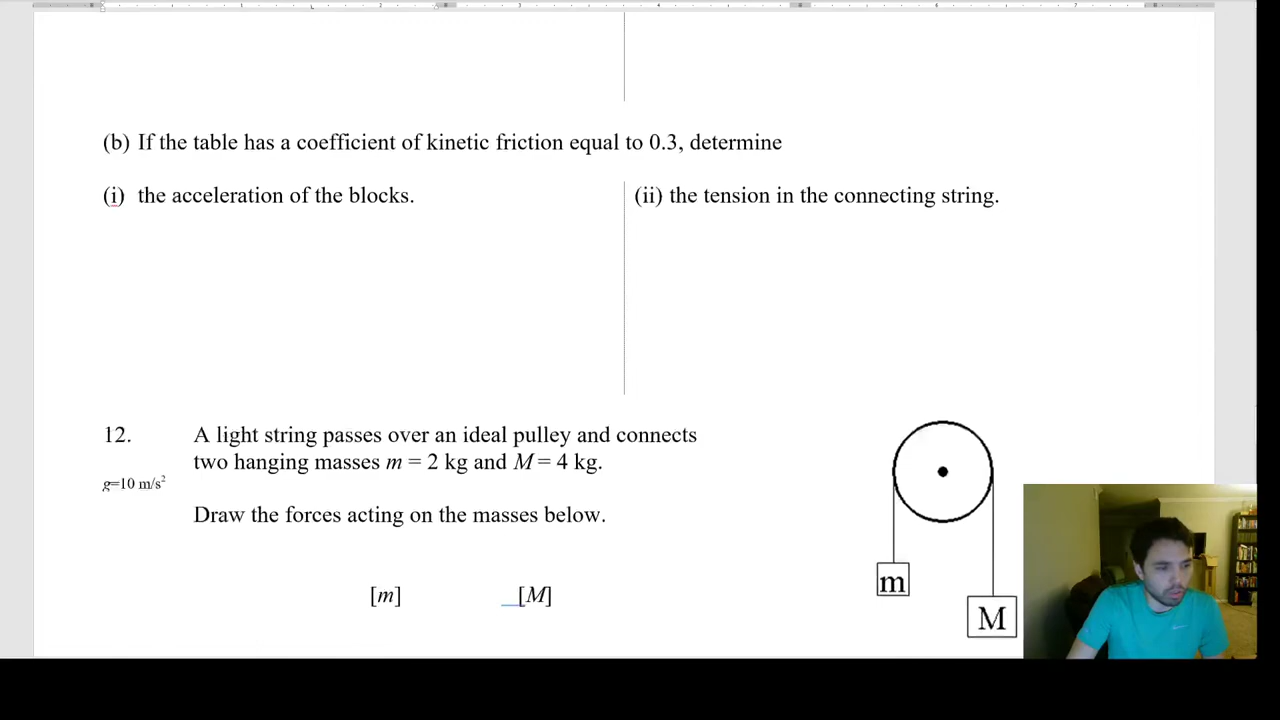 (b) If the table has a coefficient of kinetic friction equal to 0.3, determine
(i) the acceleration of the blocks.
(ii) the tension in the connecting string.
12. A light string passes over an ideal pulley and connects
two hanging masses m = 2 kg and M = 4 kg.
g=10 m/s²
Draw the forces acting on the masses below.
[m] [M]
m
M